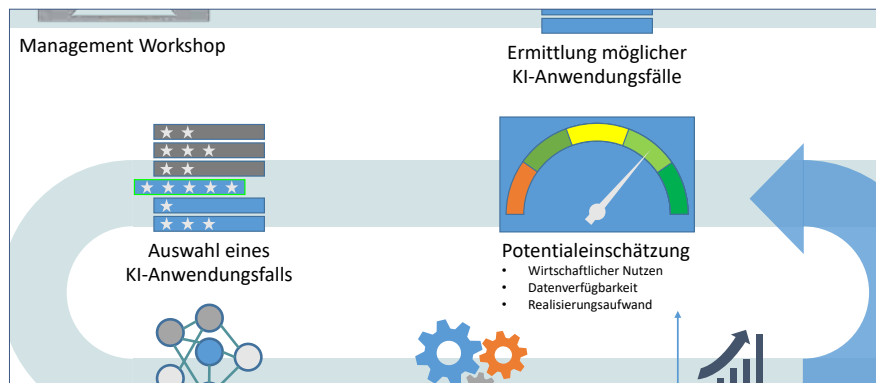 Management Workshop
Ermittlung möglicher
KI-Anwendungsfälle
Auswahl eines
KI-Anwendungsfalls
Potentialeinschätzung
• Wirtschaftlicher Nutzen
• Datenverfügbarkeit
• Realisierungsaufwand